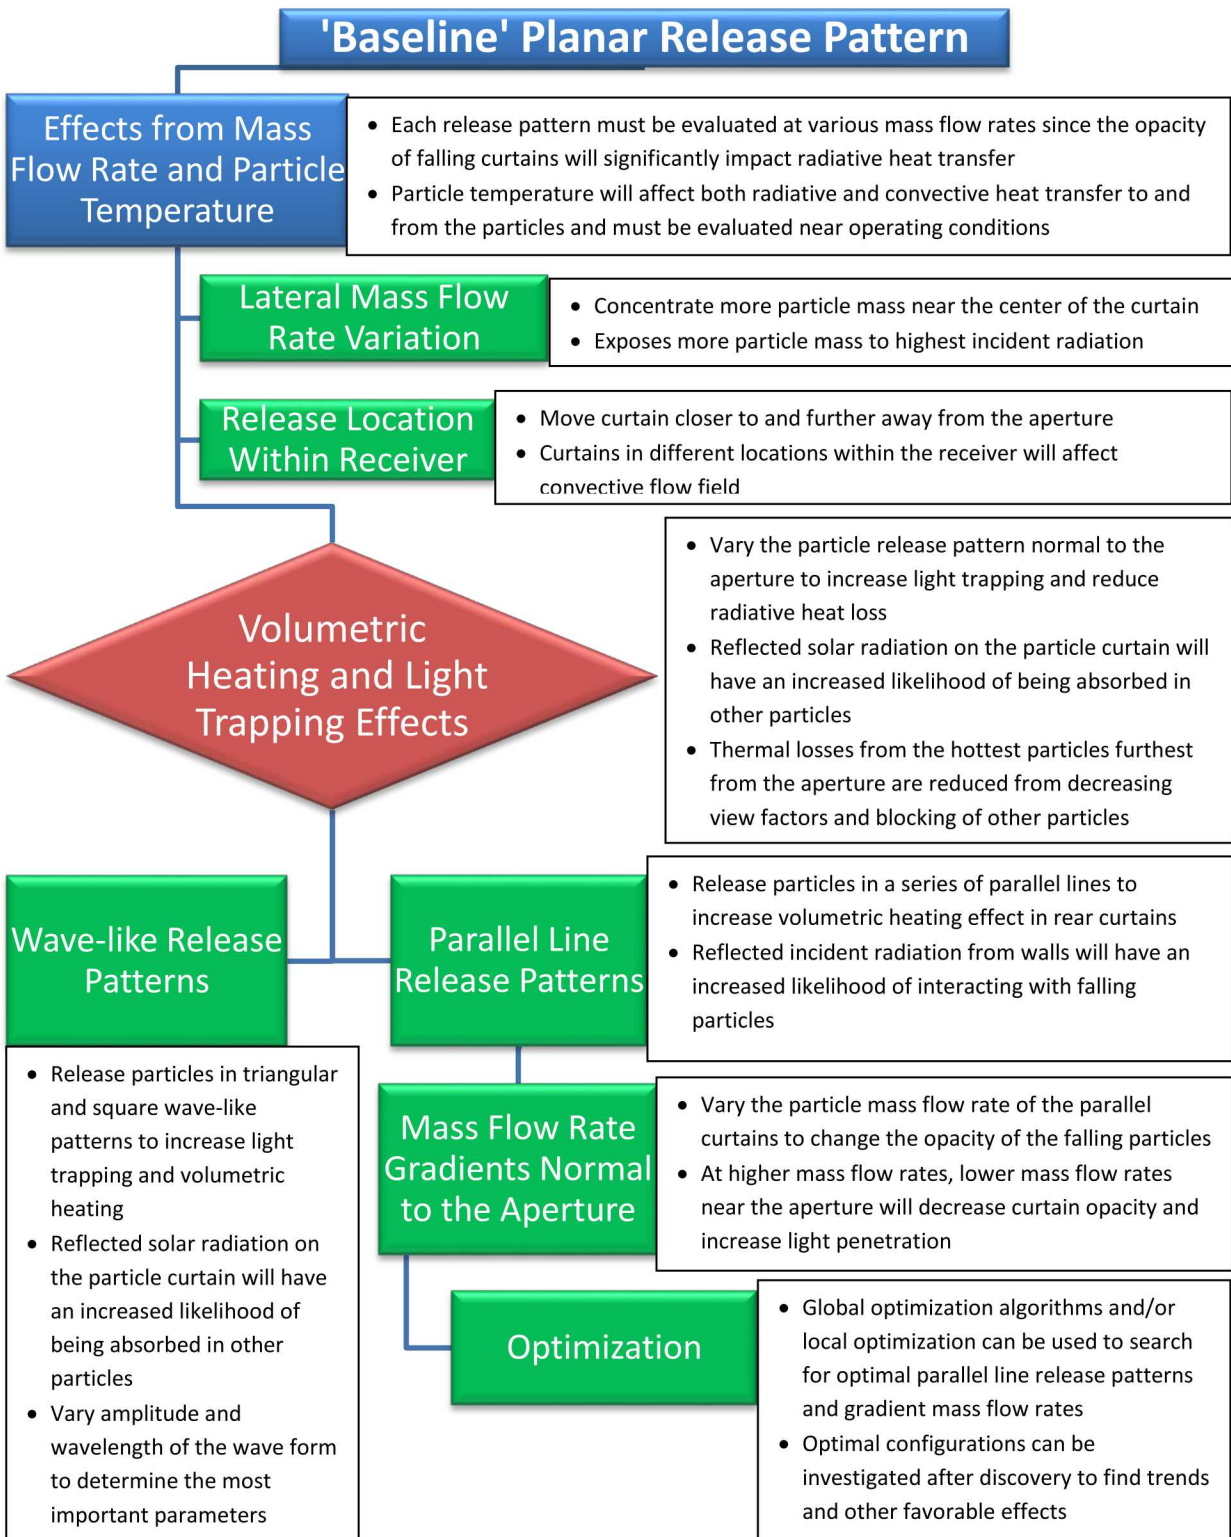 'Baseline' Planar Release Pattern
Effects from Mass
Flow Rate and Particle
Temperature
• Each release pattern must be evaluated at various mass flow rates since the opacity
of falling curtains will significantly impact radiative heat transfer
• Particle temperature will affect both radiative and convective heat transfer to and
from the particles and must be evaluated near operating conditions
Lateral Mass Flow
Rate Variation
• Concentrate more particle mass near the center of the curtain
• Exposes more particle mass to highest incident radiation
Release Location
Within Receiver
• Move curtain closer to and further away from the aperture
• Curtains in different locations within the receiver will affect
convective flow field
Volumetric
Heating and Light
Trapping Effects
• Vary the particle release pattern normal to the
aperture to increase light trapping and reduce
radiative heat loss
• Reflected solar radiation on the particle curtain will
have an increased likelihood of being absorbed in
other particles
• Thermal losses from the hottest particles furthest
from the aperture are reduced from decreasing
view factors and blocking of other particles
Wave-like Release
Patterns
• Release particles in triangular
and square wave-like
patterns to increase light
trapping and volumetric
heating
• Reflected solar radiation on
the particle curtain will have
an increased likelihood of
being absorbed in other
particles
• Vary amplitude and
wavelength of the wave form
to determine the most
important parameters
Parallel Line
Release Patterns
• Release particles in a series of parallel lines to
increase volumetric heating effect in rear curtains
• Reflected incident radiation from walls will have an
increased likelihood of interacting with falling
particles
Mass Flow Rate
Gradients Normal
to the Aperture
• Vary the particle mass flow rate of the parallel
curtains to change the opacity of the falling particles
• At higher mass flow rates, lower mass flow rates
near the aperture will decrease curtain opacity and
increase light penetration
Optimization
• Global optimization algorithms and/or
local optimization can be used to search
for optimal parallel line release patterns
and gradient mass flow rates
• Optimal configurations can be
investigated after discovery to find trends
and other favorable effects